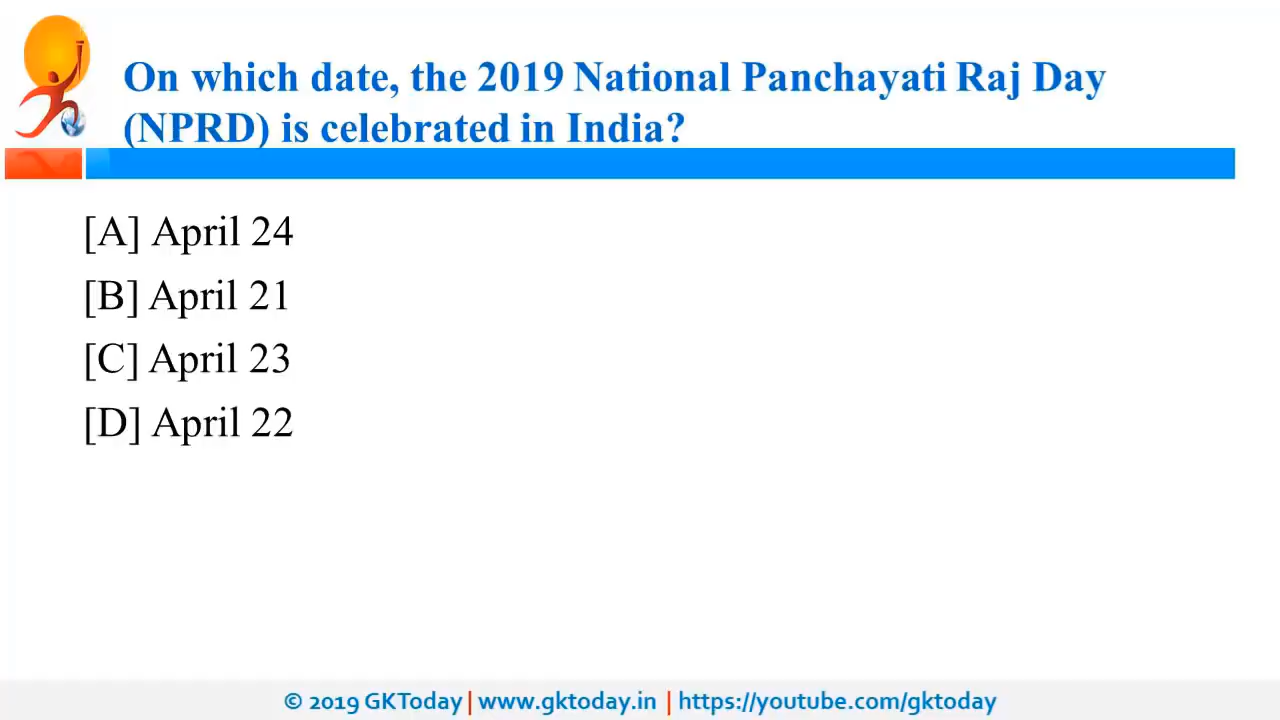 On which date, the 2019 National Panchayati Raj Day
(NPRD) is celebrated in India?
[A] April 24
[B] April 21
[C] April 23
[D] April 22
© 2019 GKToday | www.gktoday.in | https://youtube.com/gktoday